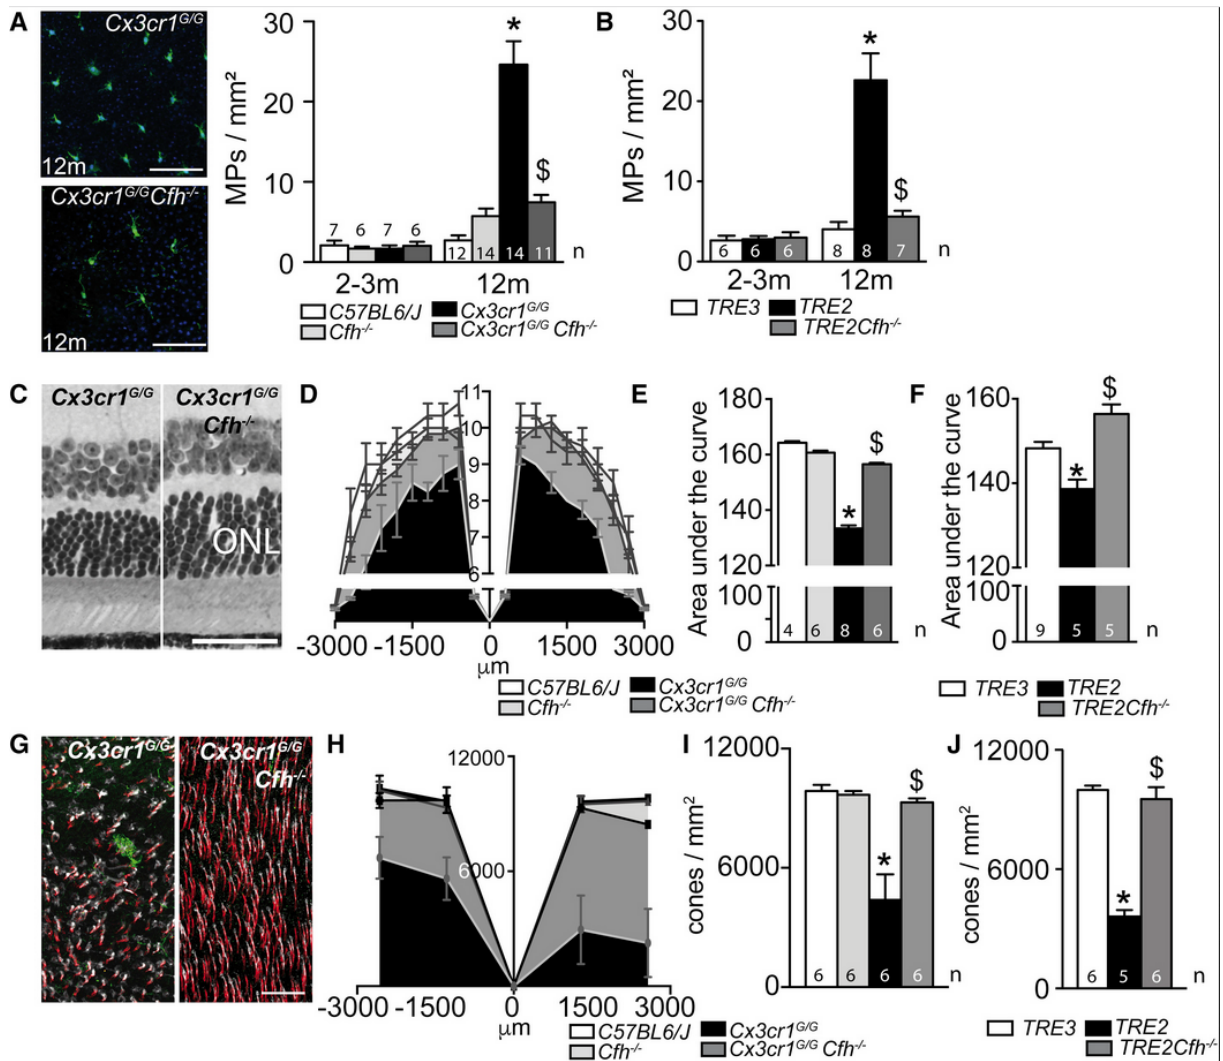 A
Cx3cr1G/G
12m
Cx3cr1G/GCfh-/-
12m
MPs / mm²
30
20
10
0
*
$
7 6 7 6
12 14 14 11 n
2-3m 12m
C57BL6/J Cx3cr1G/G
Cfh-/- Cx3cr1G/G Cfh-/-
B
MPs / mm²
30
20
10
0
*
$
6 6 6 8 8 7 n
2-3m 12m
TRE3 TRE2
TRE2Cfh-/-
C
Cx3cr1G/G Cx3cr1G/G
Cfh-/-
ONL
D
11
10
9
8
7
6
-3000 -1500 0 1500 3000
μm
E
Area under the curve
180
160
140
120
100
0
*
$
4 6 8 6 n
C57BL6/J Cx3cr1G/G
Cfh-/- Cx3cr1G/G Cfh-/-
F
Area under the curve
160
140
120
100
0
*
$
9 5 5 n
TRE3 TRE2
TRE2Cfh-/-
G
Cx3cr1G/G Cx3cr1G/G
Cfh-/-
H
12000
6000
-3000 -1500 0 1500 3000
μm
I
cones / mm²
12000
6000
0
*
$
6 6 6 6 n
C57BL6/J Cx3cr1G/G
Cfh-/- Cx3cr1G/G Cfh-/-
J
cones / mm²
12000
6000
0
*
$
6 5 6 n
TRE3 TRE2
TRE2Cfh-/-